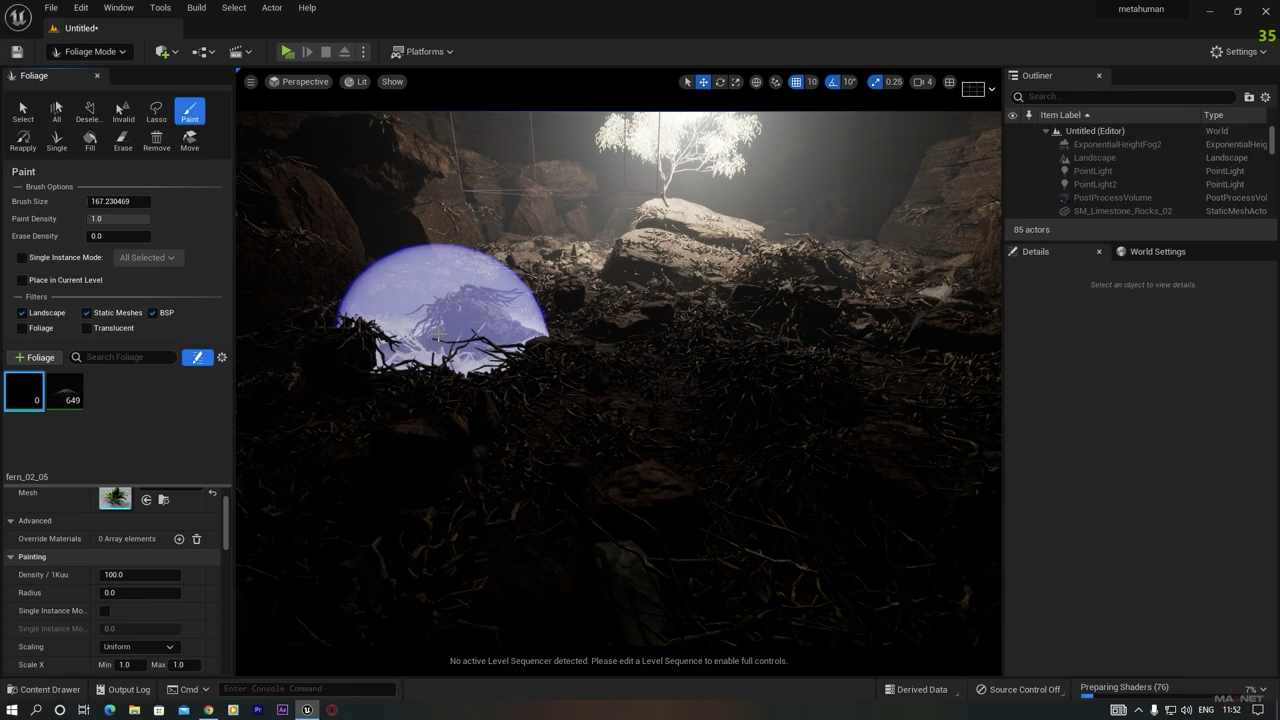 File Edit Window Tools Build Select Actor Help
metahuman
Untitled*
35
Foliage Mode
Platforms
Settings
Foliage
Perspective Lit Show
10 10° 0.25 4
Outliner
Search...
Select All Desele... Invalid Lasso Paint
Item Label Type
Untitled (Editor) World
Reapply Single Fill Erase Remove Move
ExponentialHeightFog2 ExponentialHeig
Landscape Landscape
PointLight PointLight
PointLight2 PointLight
PostProcessVolume PostProcessVol
SM_Limestone_Rocks_02 StaticMeshActo
85 actors
Paint
Brush Options
Brush Size 167.230469
Paint Density 1.0
Erase Density 0.0
Single Instance Mode: All Selected
Place in Current Level
Filters
Landscape Static Meshes BSP
Foliage Translucent
Details World Settings
Select an object to view details.
Foliage Search Foliage
0 649
fern_02_05
Mesh
Advanced
Override Materials 0 Array elements
Painting
Density / 1Kuu 100.0
Radius 0.0
Single Instance Mo...
Single Instance Mo... 0.0
Scaling Uniform
Scale X Min 1.0 Max 1.0
No active Level Sequencer detected. Please edit a Level Sequence to enable full controls.
Content Drawer Output Log Cmd Enter Console Command
Derived Data Source Control Off Preparing Shaders (76) 7%
ENG 11:52